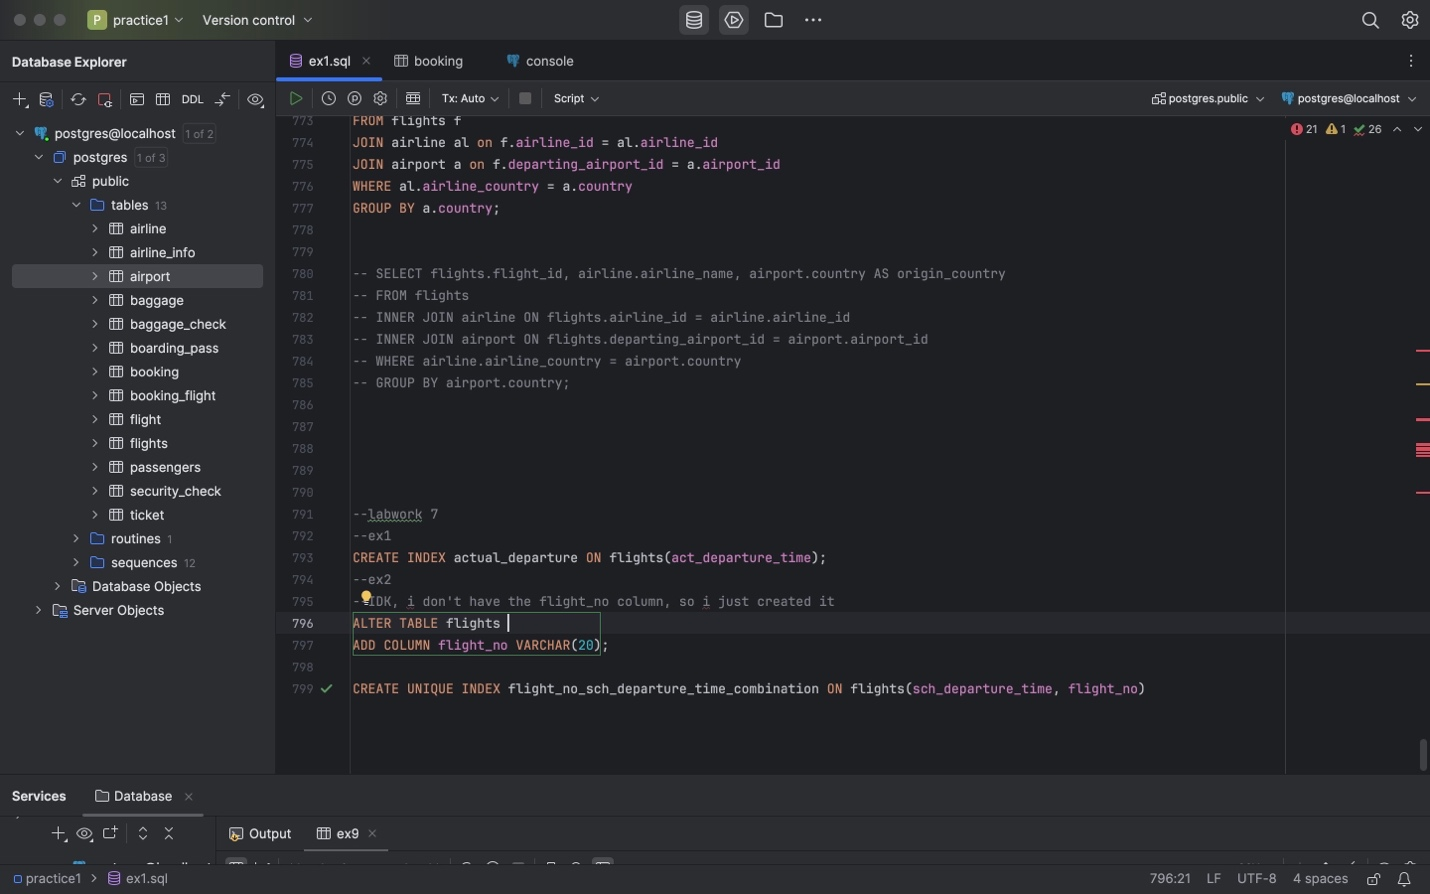 P practice1 Version control
Database Explorer
ex1.sql booking console
DDL
Tx: Auto Script postgres.public postgres@localhost
postgres@localhost 1 of 2
postgres 1 of 3
public
tables 13
airline
airline_info
airport
baggage
baggage_check
boarding_pass
booking
booking_flight
flight
flights
passengers
security_check
ticket
routines 1
sequences 12
Database Objects
Server Objects
21 1 26
773 FROM flights f
774 JOIN airline al on f.airline_id = al.airline_id
775 JOIN airport a on f.departing_airport_id = a.airport_id
776 WHERE al.airline_country = a.country
777 GROUP BY a.country;
778
779
780 -- SELECT flights.flight_id, airline.airline_name, airport.country AS origin_country
781 -- FROM flights
782 -- INNER JOIN airline ON flights.airline_id = airline.airline_id
783 -- INNER JOIN airport ON flights.departing_airport_id = airport.airport_id
784 -- WHERE airline.airline_country = airport.country
785 -- GROUP BY airport.country;
786
787
788
789
790
791 --labwork 7
792 --ex1
793 CREATE INDEX actual_departure ON flights(act_departure_time);
794 --ex2
795 --IDK, i don't have the flight_no column, so i just created it
796 ALTER TABLE flights
797 ADD COLUMN flight_no VARCHAR(20);
798
799 CREATE UNIQUE INDEX flight_no_sch_departure_time_combination ON flights(sch_departure_time, flight_no)
Services Database
Output ex9
practice1 ex1.sql 796:21 LF UTF-8 4 spaces